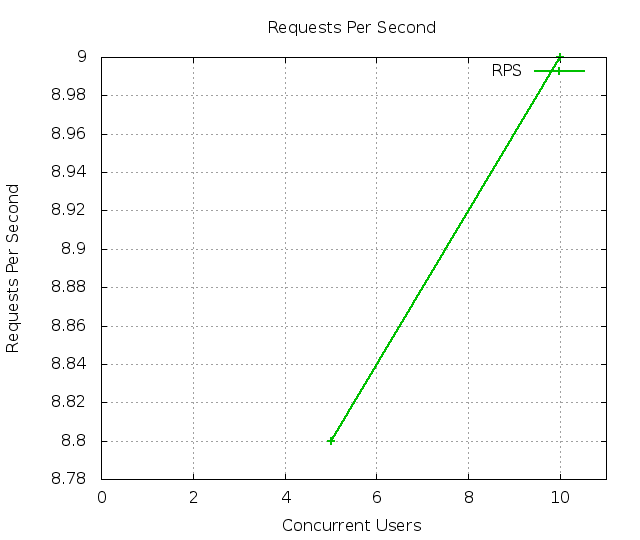 Requests Per Second
RPS
9
8.98
8.96
8.94
8.92
8.9
8.88
8.86
8.84
8.82
8.8
8.78
0 2 4 6 8 10
Requests Per Second
Concurrent Users